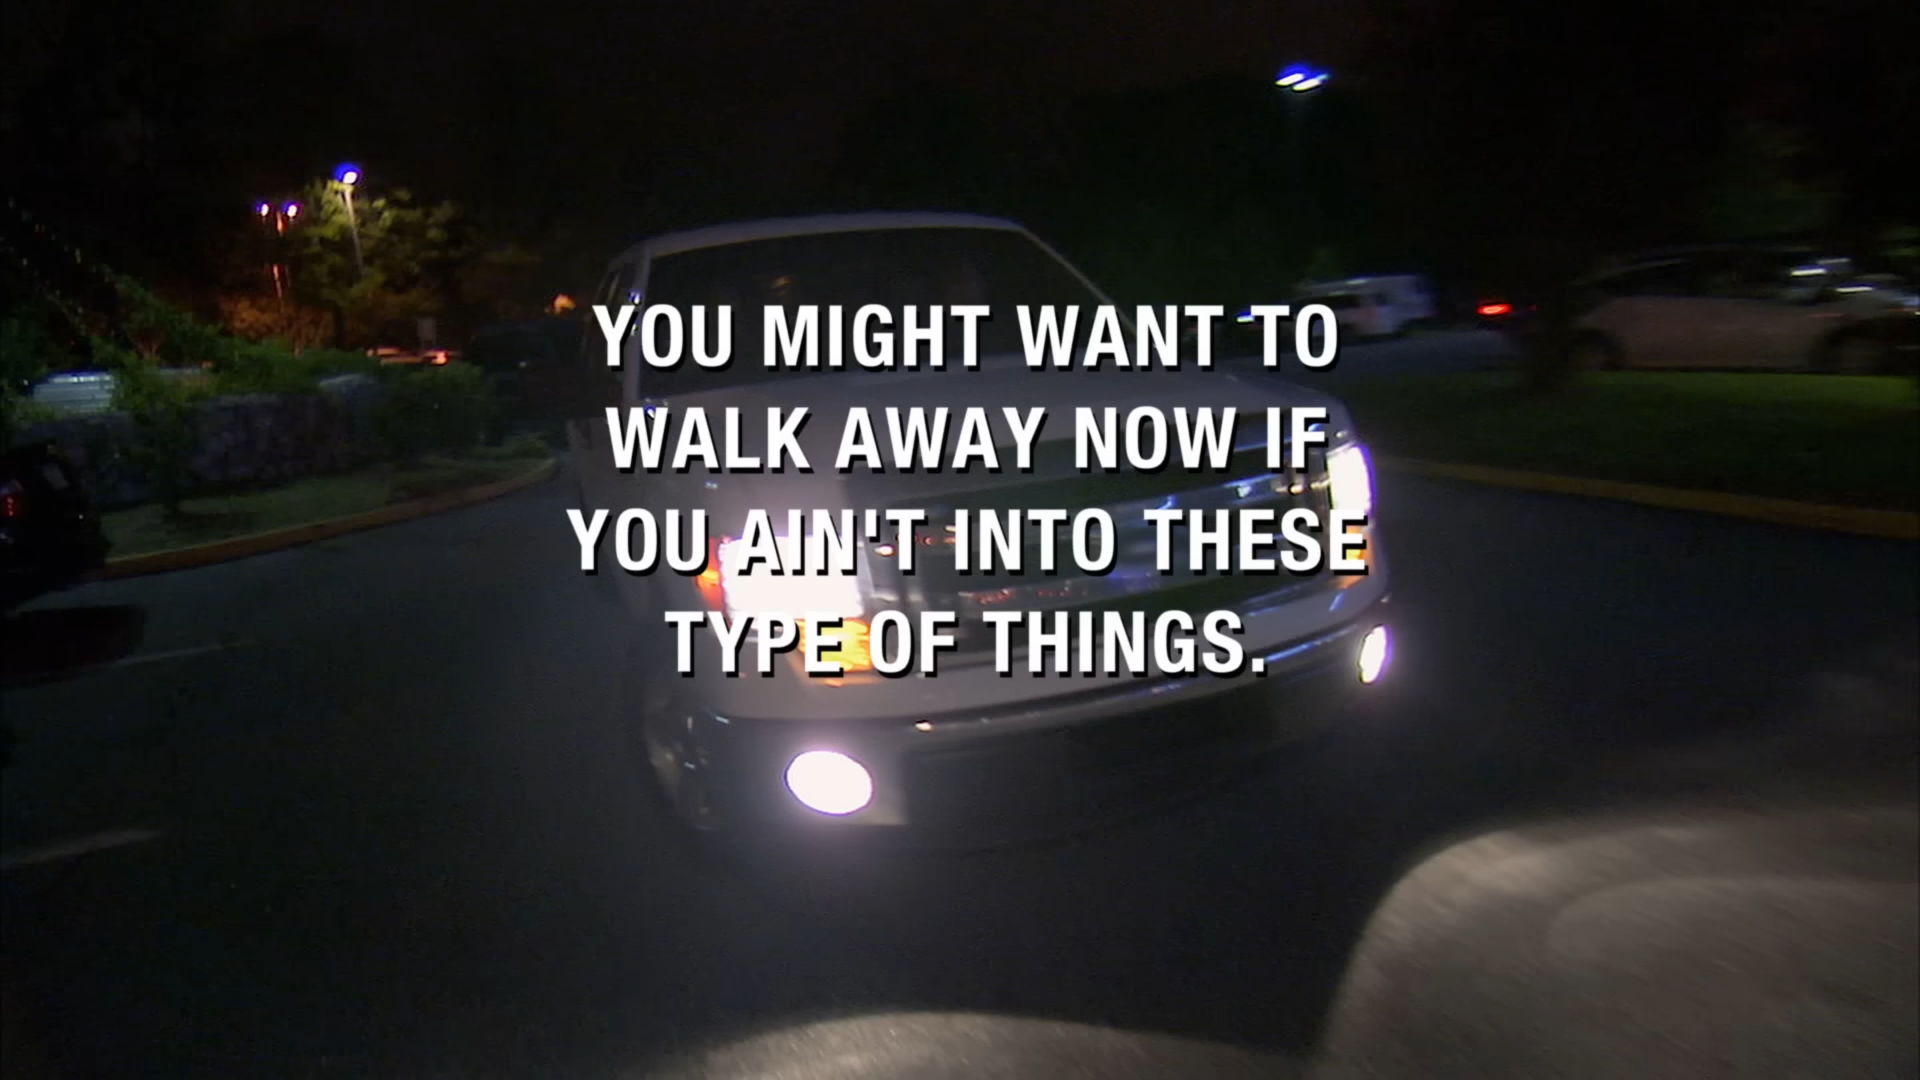 YOU MIGHT WANT TO
WALK AWAY NOW IF
YOU AIN'T INTO THESE
TYPE OF THINGS.